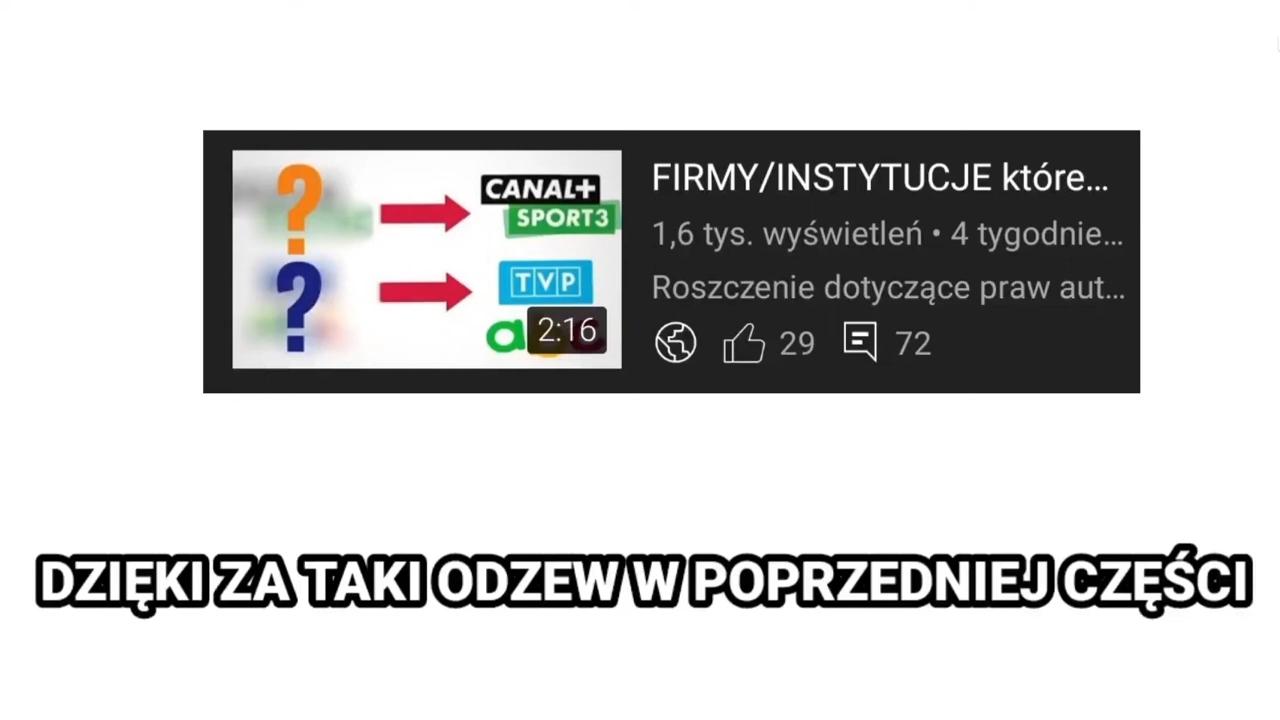 ?
CANAL+
SPORT3
?
TVP
2:16
FIRMY/INSTYTUCJE które...
1,6 tys. wyświetleń • 4 tygodnie...
Roszczenie dotyczące praw aut...
29 72
DZIĘKI ZA TAKI ODZEW W POPRZEDNIEJ CZĘŚCI